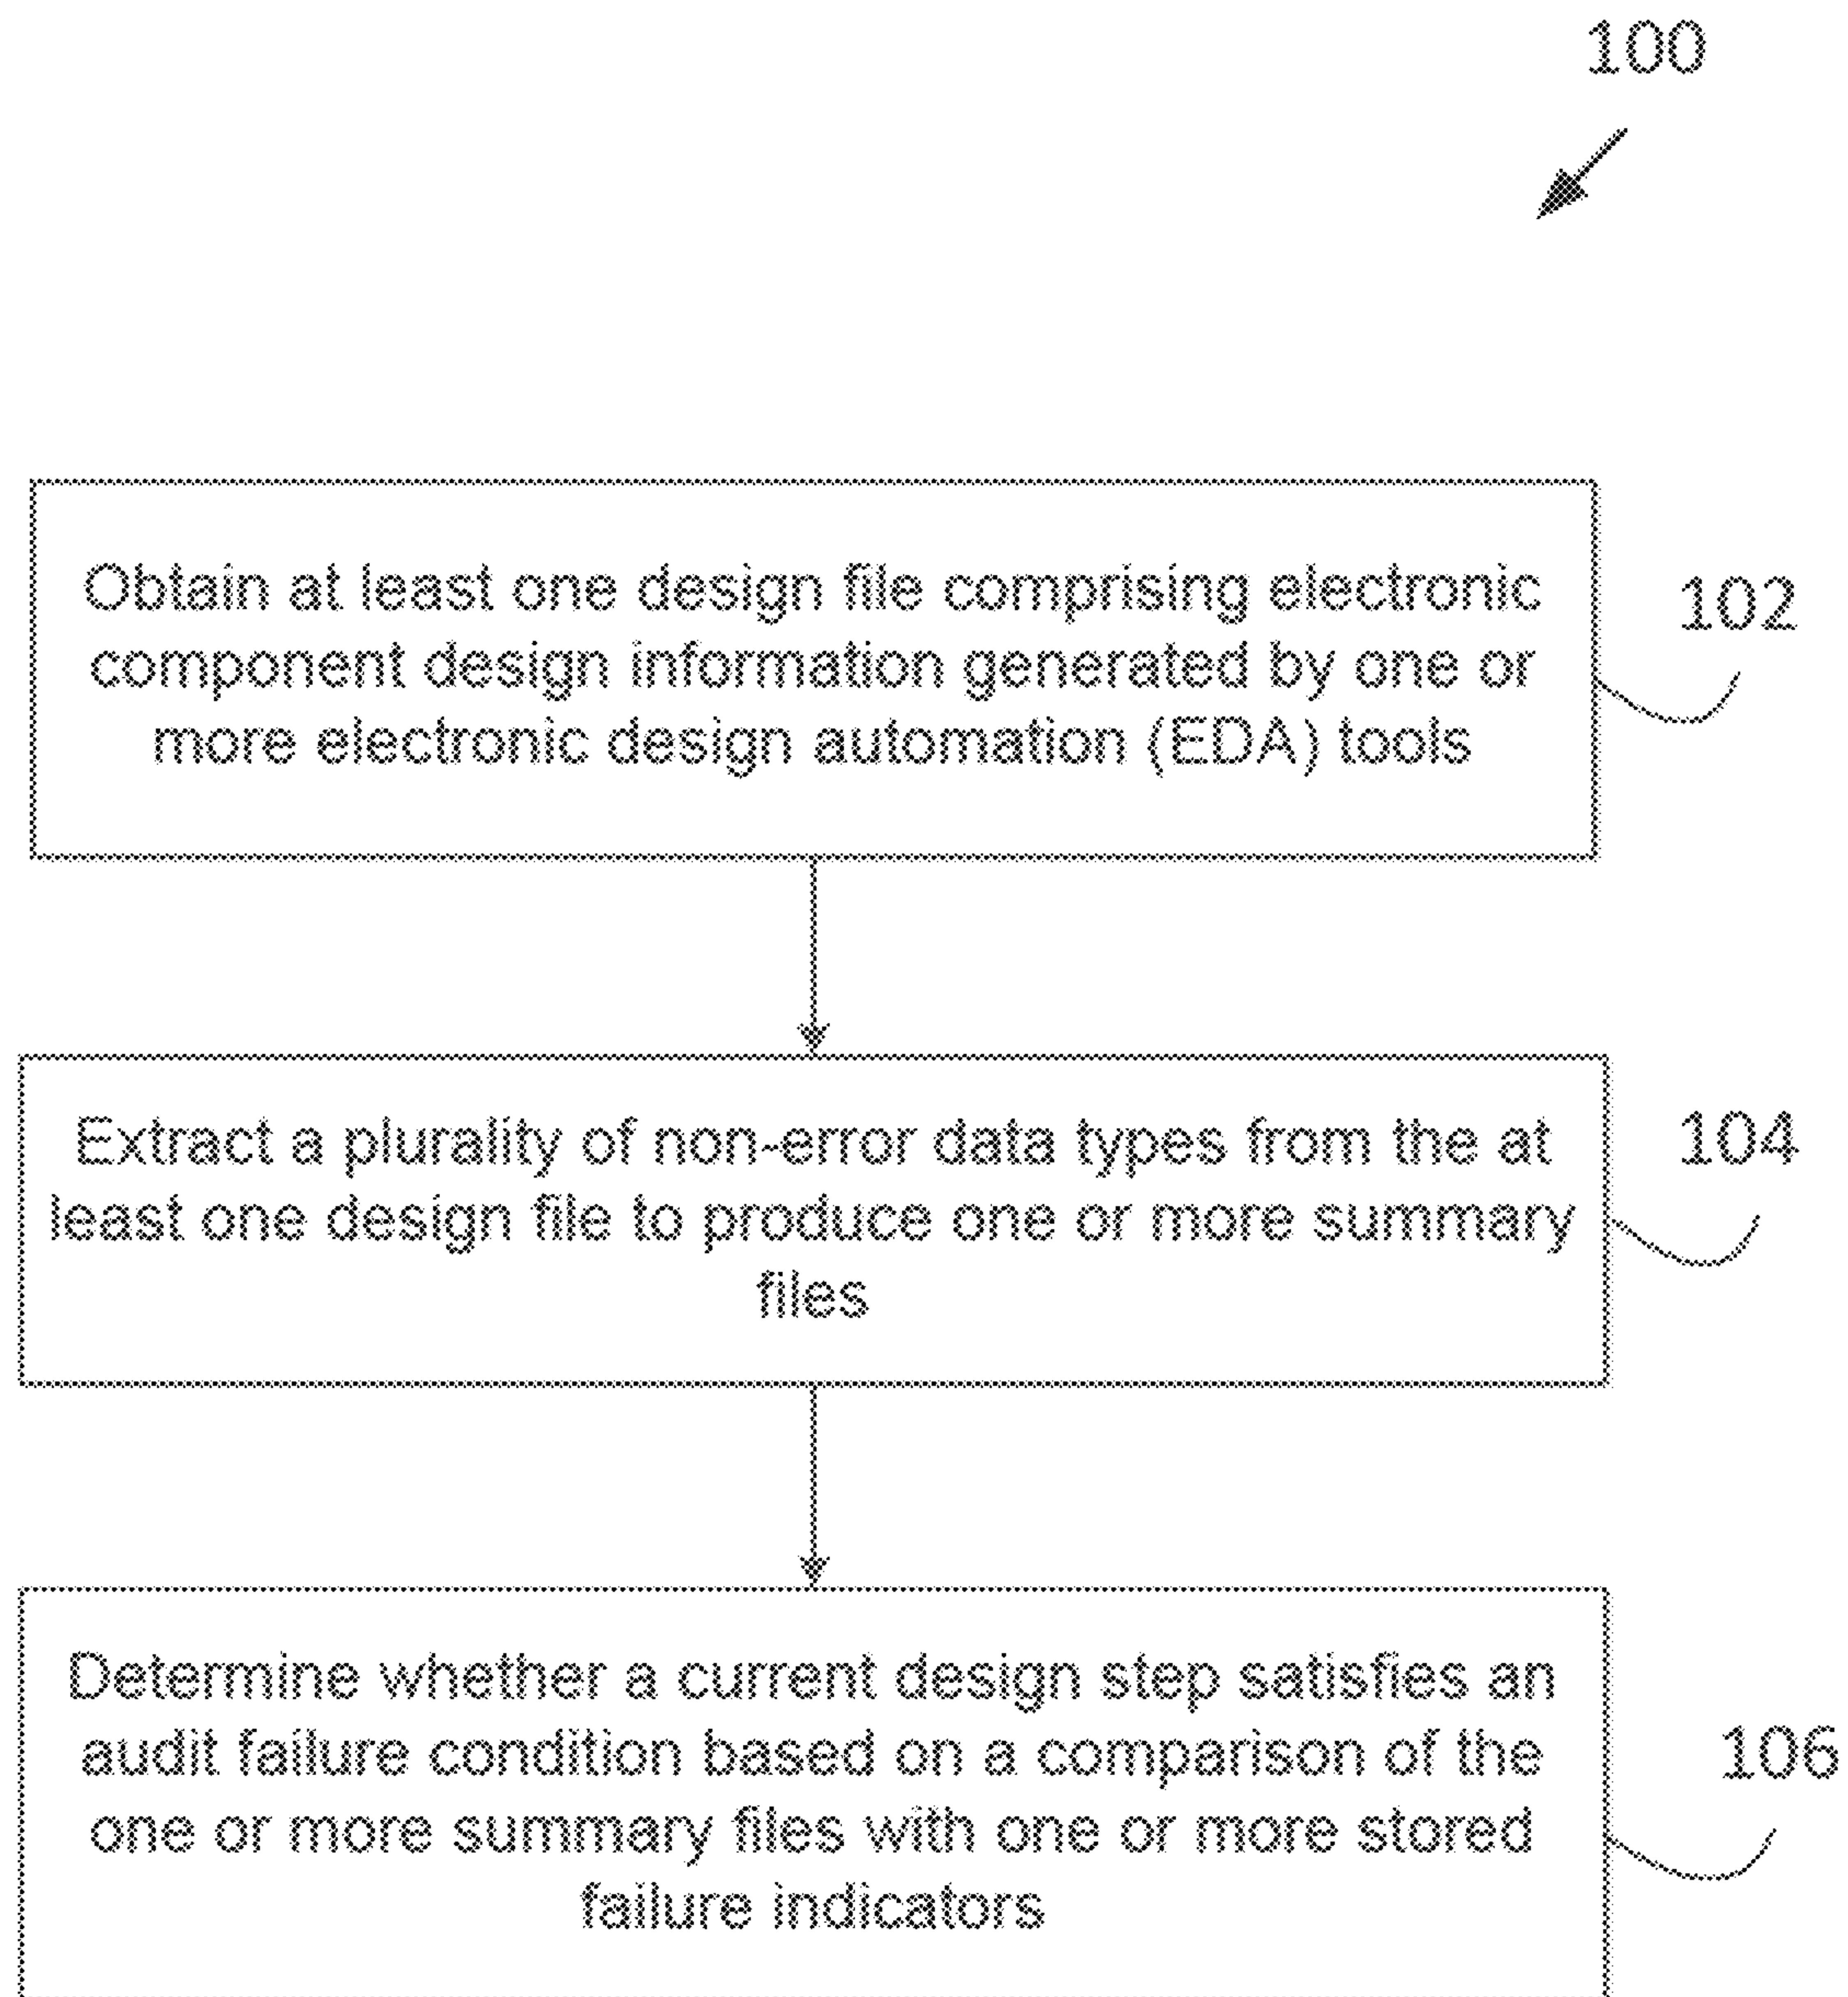 100
Obtain at least one design file comprising electronic
component design information generated by one or
more electronic design automation (EDA) tools
102
Extract a plurality of non-error data types from the at
least one design file to produce one or more summary
files
104
Determine whether a current design step satisfies an
audit failure condition based on a comparison of the
one or more summary files with one or more stored
failure indicators
106